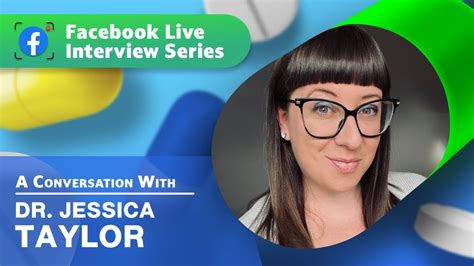 Facebook Live
Interview Series
A Conversation With
DR. JESSICA
TAYLOR